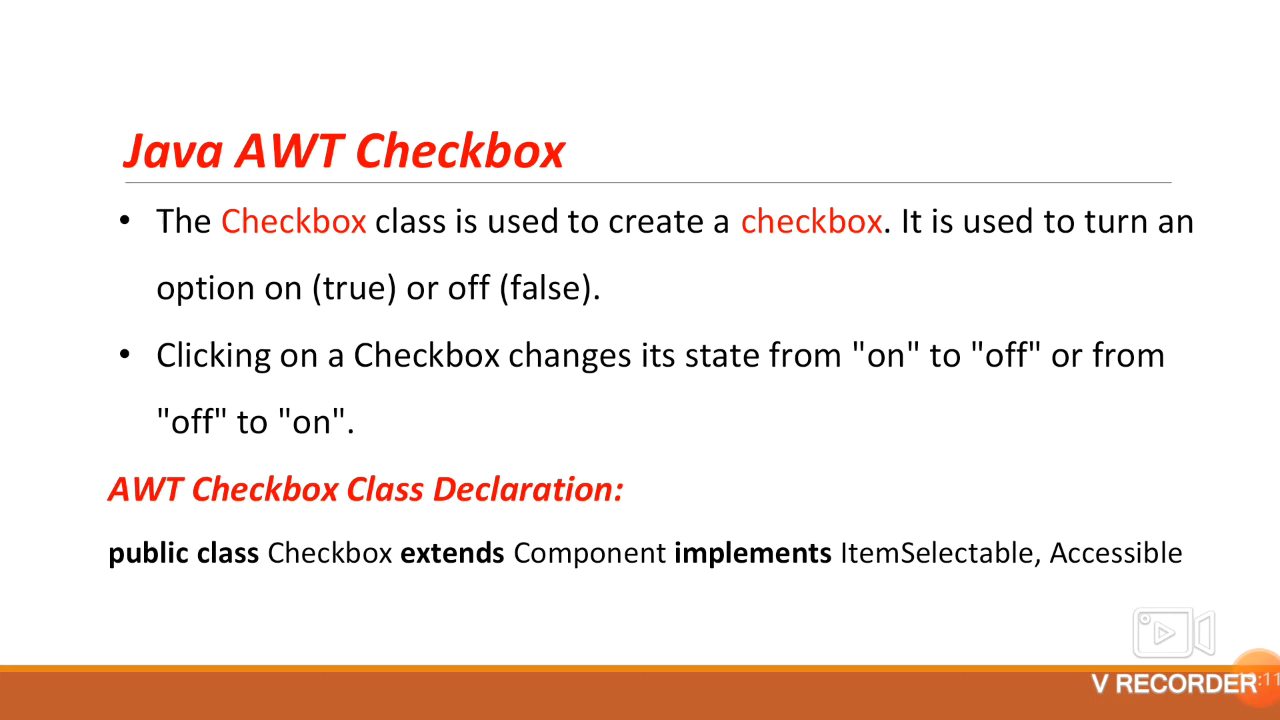 Java AWT Checkbox
• The Checkbox class is used to create a checkbox. It is used to turn an
option on (true) or off (false).
• Clicking on a Checkbox changes its state from "on" to "off" or from
"off" to "on".
AWT Checkbox Class Declaration:
public class Checkbox extends Component implements ItemSelectable, Accessible
V RECORDER
:11